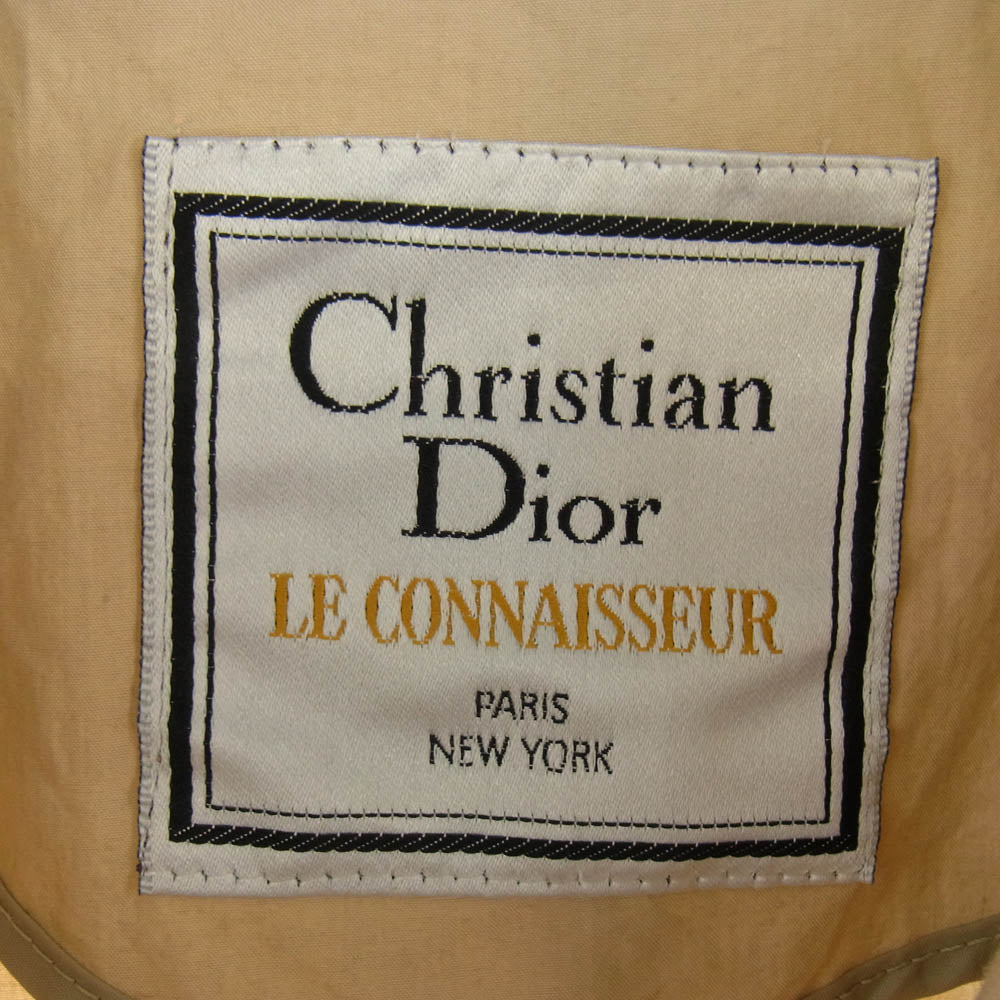 Christian
Dior
LE CONNAISSEUR
PARIS
NEW YORK